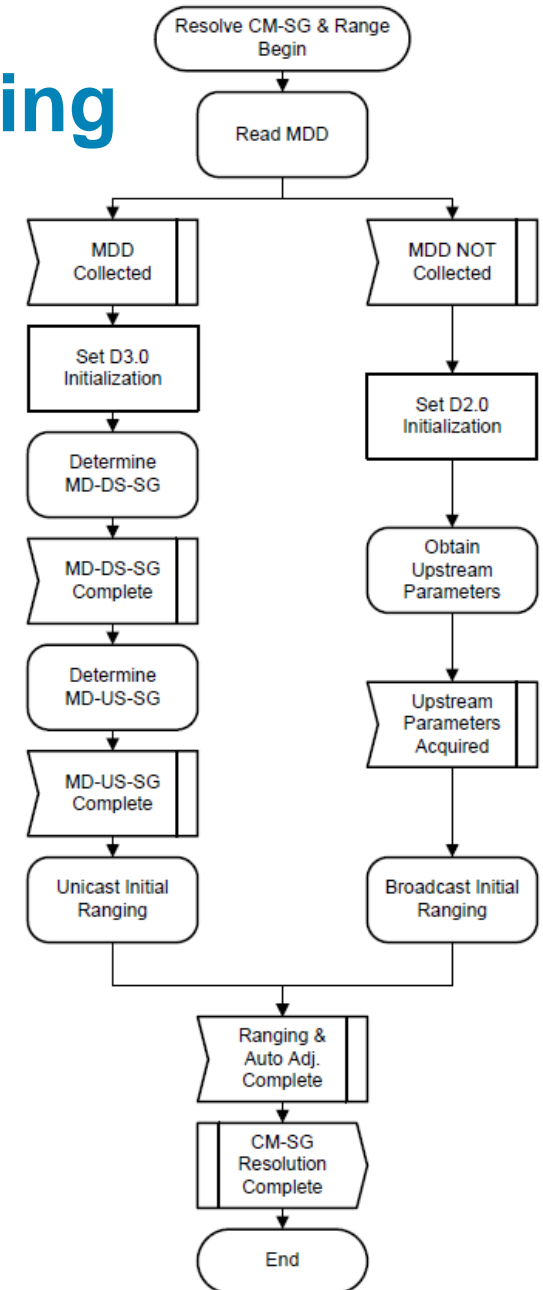 Resolve CM-SG & Range
Begin
ing
Read MDD
MDD
Collected
MDD NOT
Collected
Set D3.0
Initialization
Set D2.0
Initialization
Determine
MD-DS-SG
Obtain
Upstream
Parameters
MD-DS-SG
Complete
Determine
MD-US-SG
Upstream
Parameters
Acquired
MD-US-SG
Complete
Unicast Initial
Ranging
Broadcast Initial
Ranging
Ranging &
Auto Adj.
Complete
CM-SG
Resolution
Complete
End